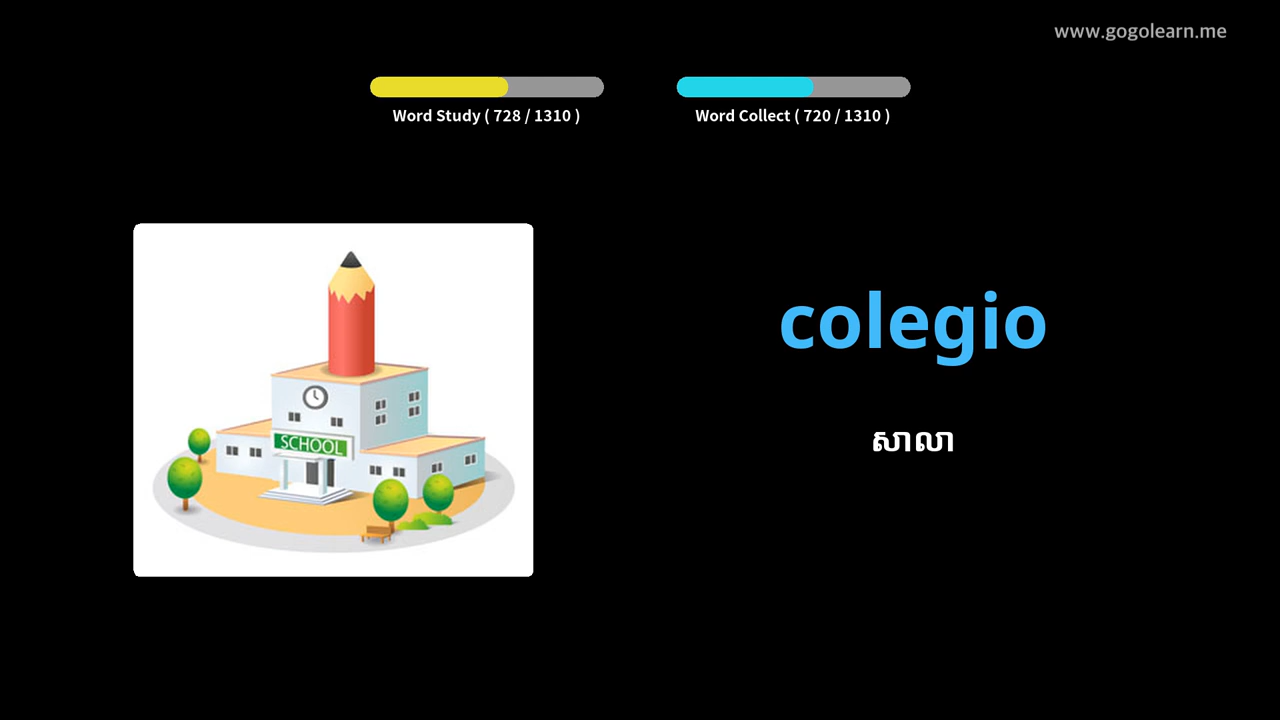 www.gogolearn.me
Word Study ( 728 / 1310 )
Word Collect ( 720 / 1310 )
SCHOOL
colegio
សាលា